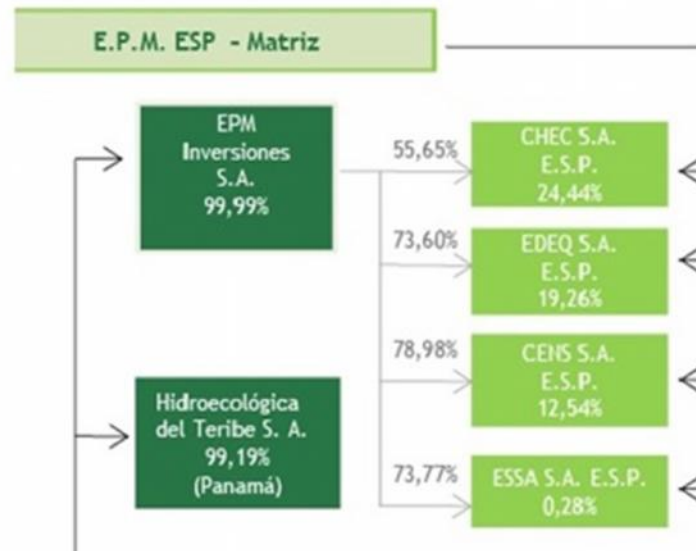 E.P.M. ESP - Matriz
EPM
Inversiones
S.A.
99,99%
55,65%
CHEC S.A.
E.S.P.
24,44%
73,60%
EDEQ S.A.
E.S.P.
19,26%
78,98%
CENS S.A.
E.S.P.
12,54%
Hidroecológica
del Teribe S. A.
99,19%
(Panamá)
73,77%
ESSA S.A. E.S.P.
0,28%